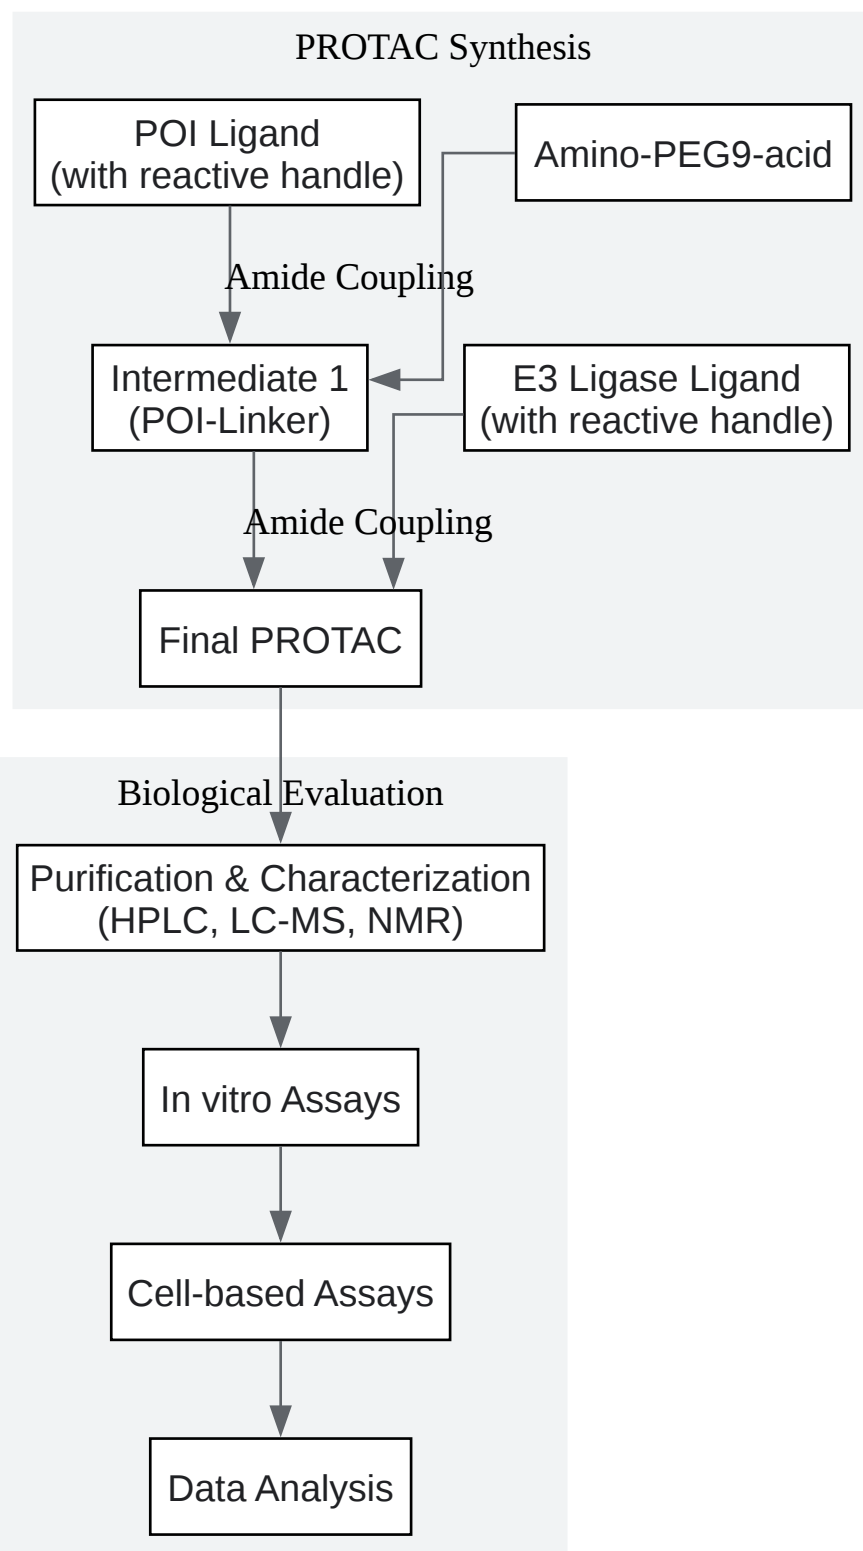 PROTAC Synthesis
POI Ligand
(with reactive handle)
Amino-PEG9-acid
Amide Coupling
Intermediate 1
(POI-Linker)
E3 Ligase Ligand
(with reactive handle)
Amide Coupling
Final PROTAC
Biological Evaluation
Purification & Characterization
(HPLC, LC-MS, NMR)
In vitro Assays
Cell-based Assays
Data Analysis